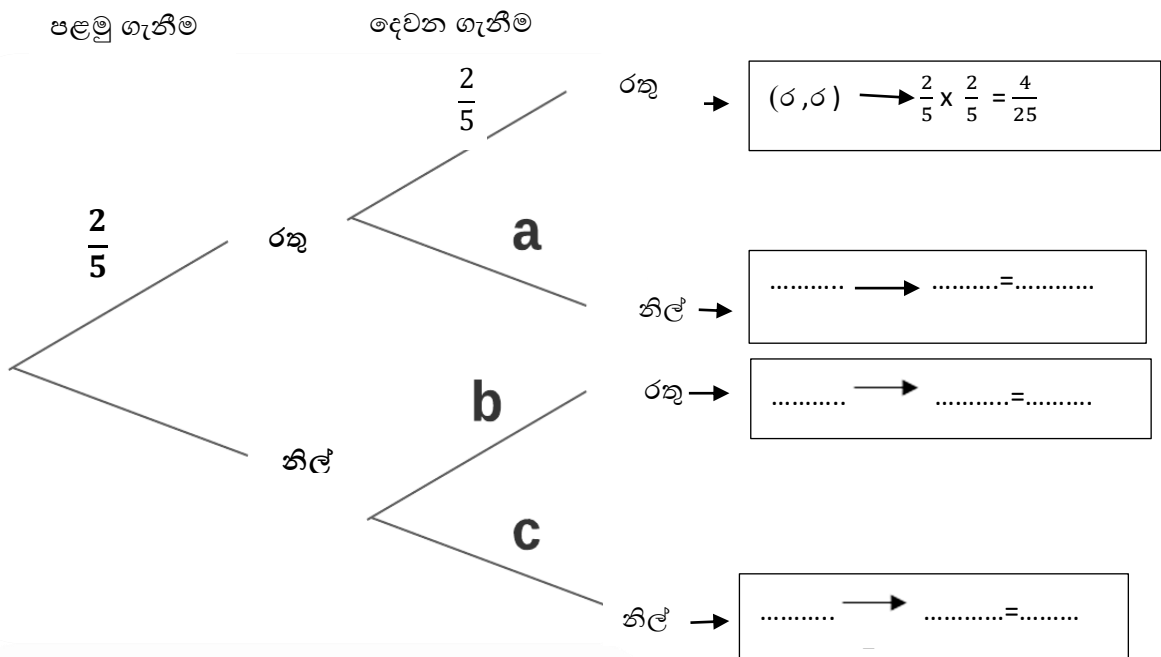 පළමු ගැනීම දෙවන ගැනීම
2/5 රතු (ර ,ර ) 2/5 x 2/5 = 4/25
2/5 රතු a
නිල් ........... ..........=............
b රතු ........... ...........=..........
නිල්
c
නිල් ........... ............=.........